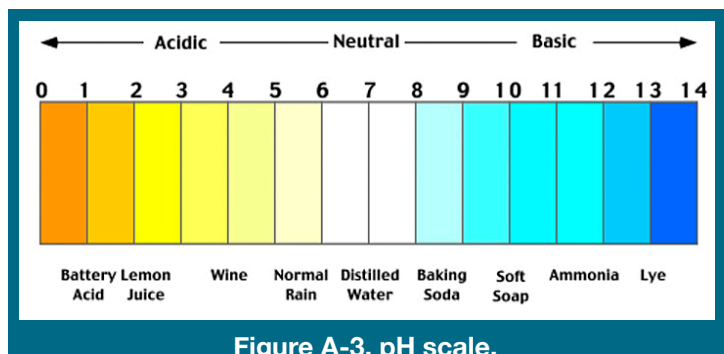 Acidic Neutral Basic
0 1 2 3 4 5 6 7 8 9 10 11 12 13 14
Battery Lemon Wine Normal Distilled Baking Soft Ammonia Lye
Acid Juice Rain Water Soda Soap
Figure A-3. pH scale.